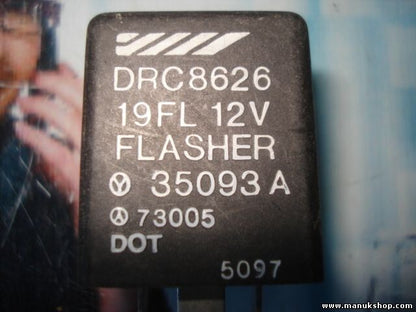 DRC8626
19FL 12V
FLASHER
Ⓨ 35093 A
73005
DOT
5097
www.manukshop.com